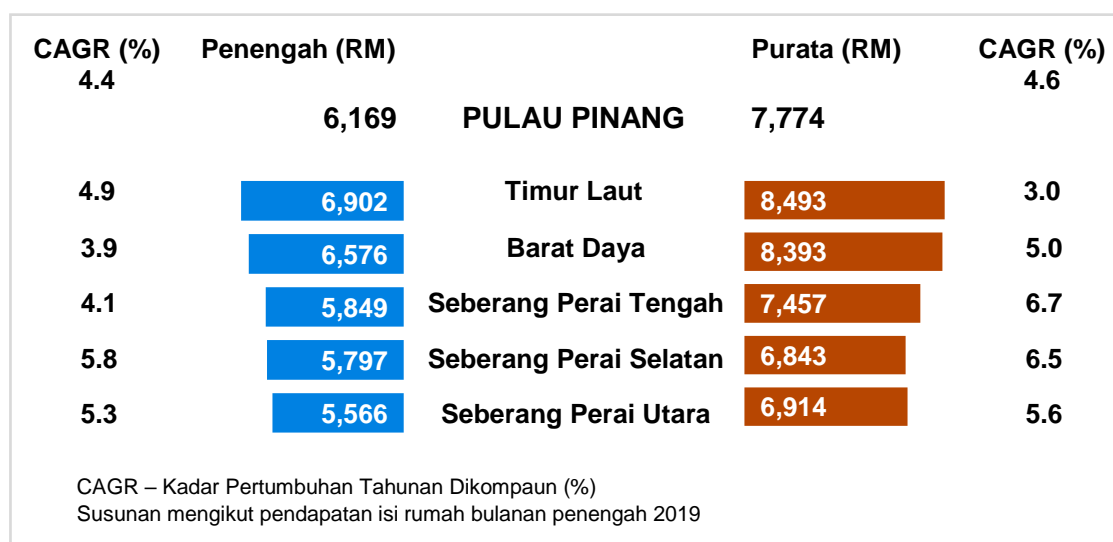 CAGR (%) Penengah (RM) Purata (RM) CAGR (%)
4.4 4.6
6,169 PULAU PINANG 7,774
4.9 6,902 Timur Laut 8,493 3.0
3.9 6,576 Barat Daya 8,393 5.0
4.1 5,849 Seberang Perai Tengah 7,457 6.7
5.8 5,797 Seberang Perai Selatan 6,843 6.5
5.3 5,566 Seberang Perai Utara 6,914 5.6
CAGR – Kadar Pertumbuhan Tahunan Dikompaun (%)
Susunan mengikut pendapatan isi rumah bulanan penengah 2019